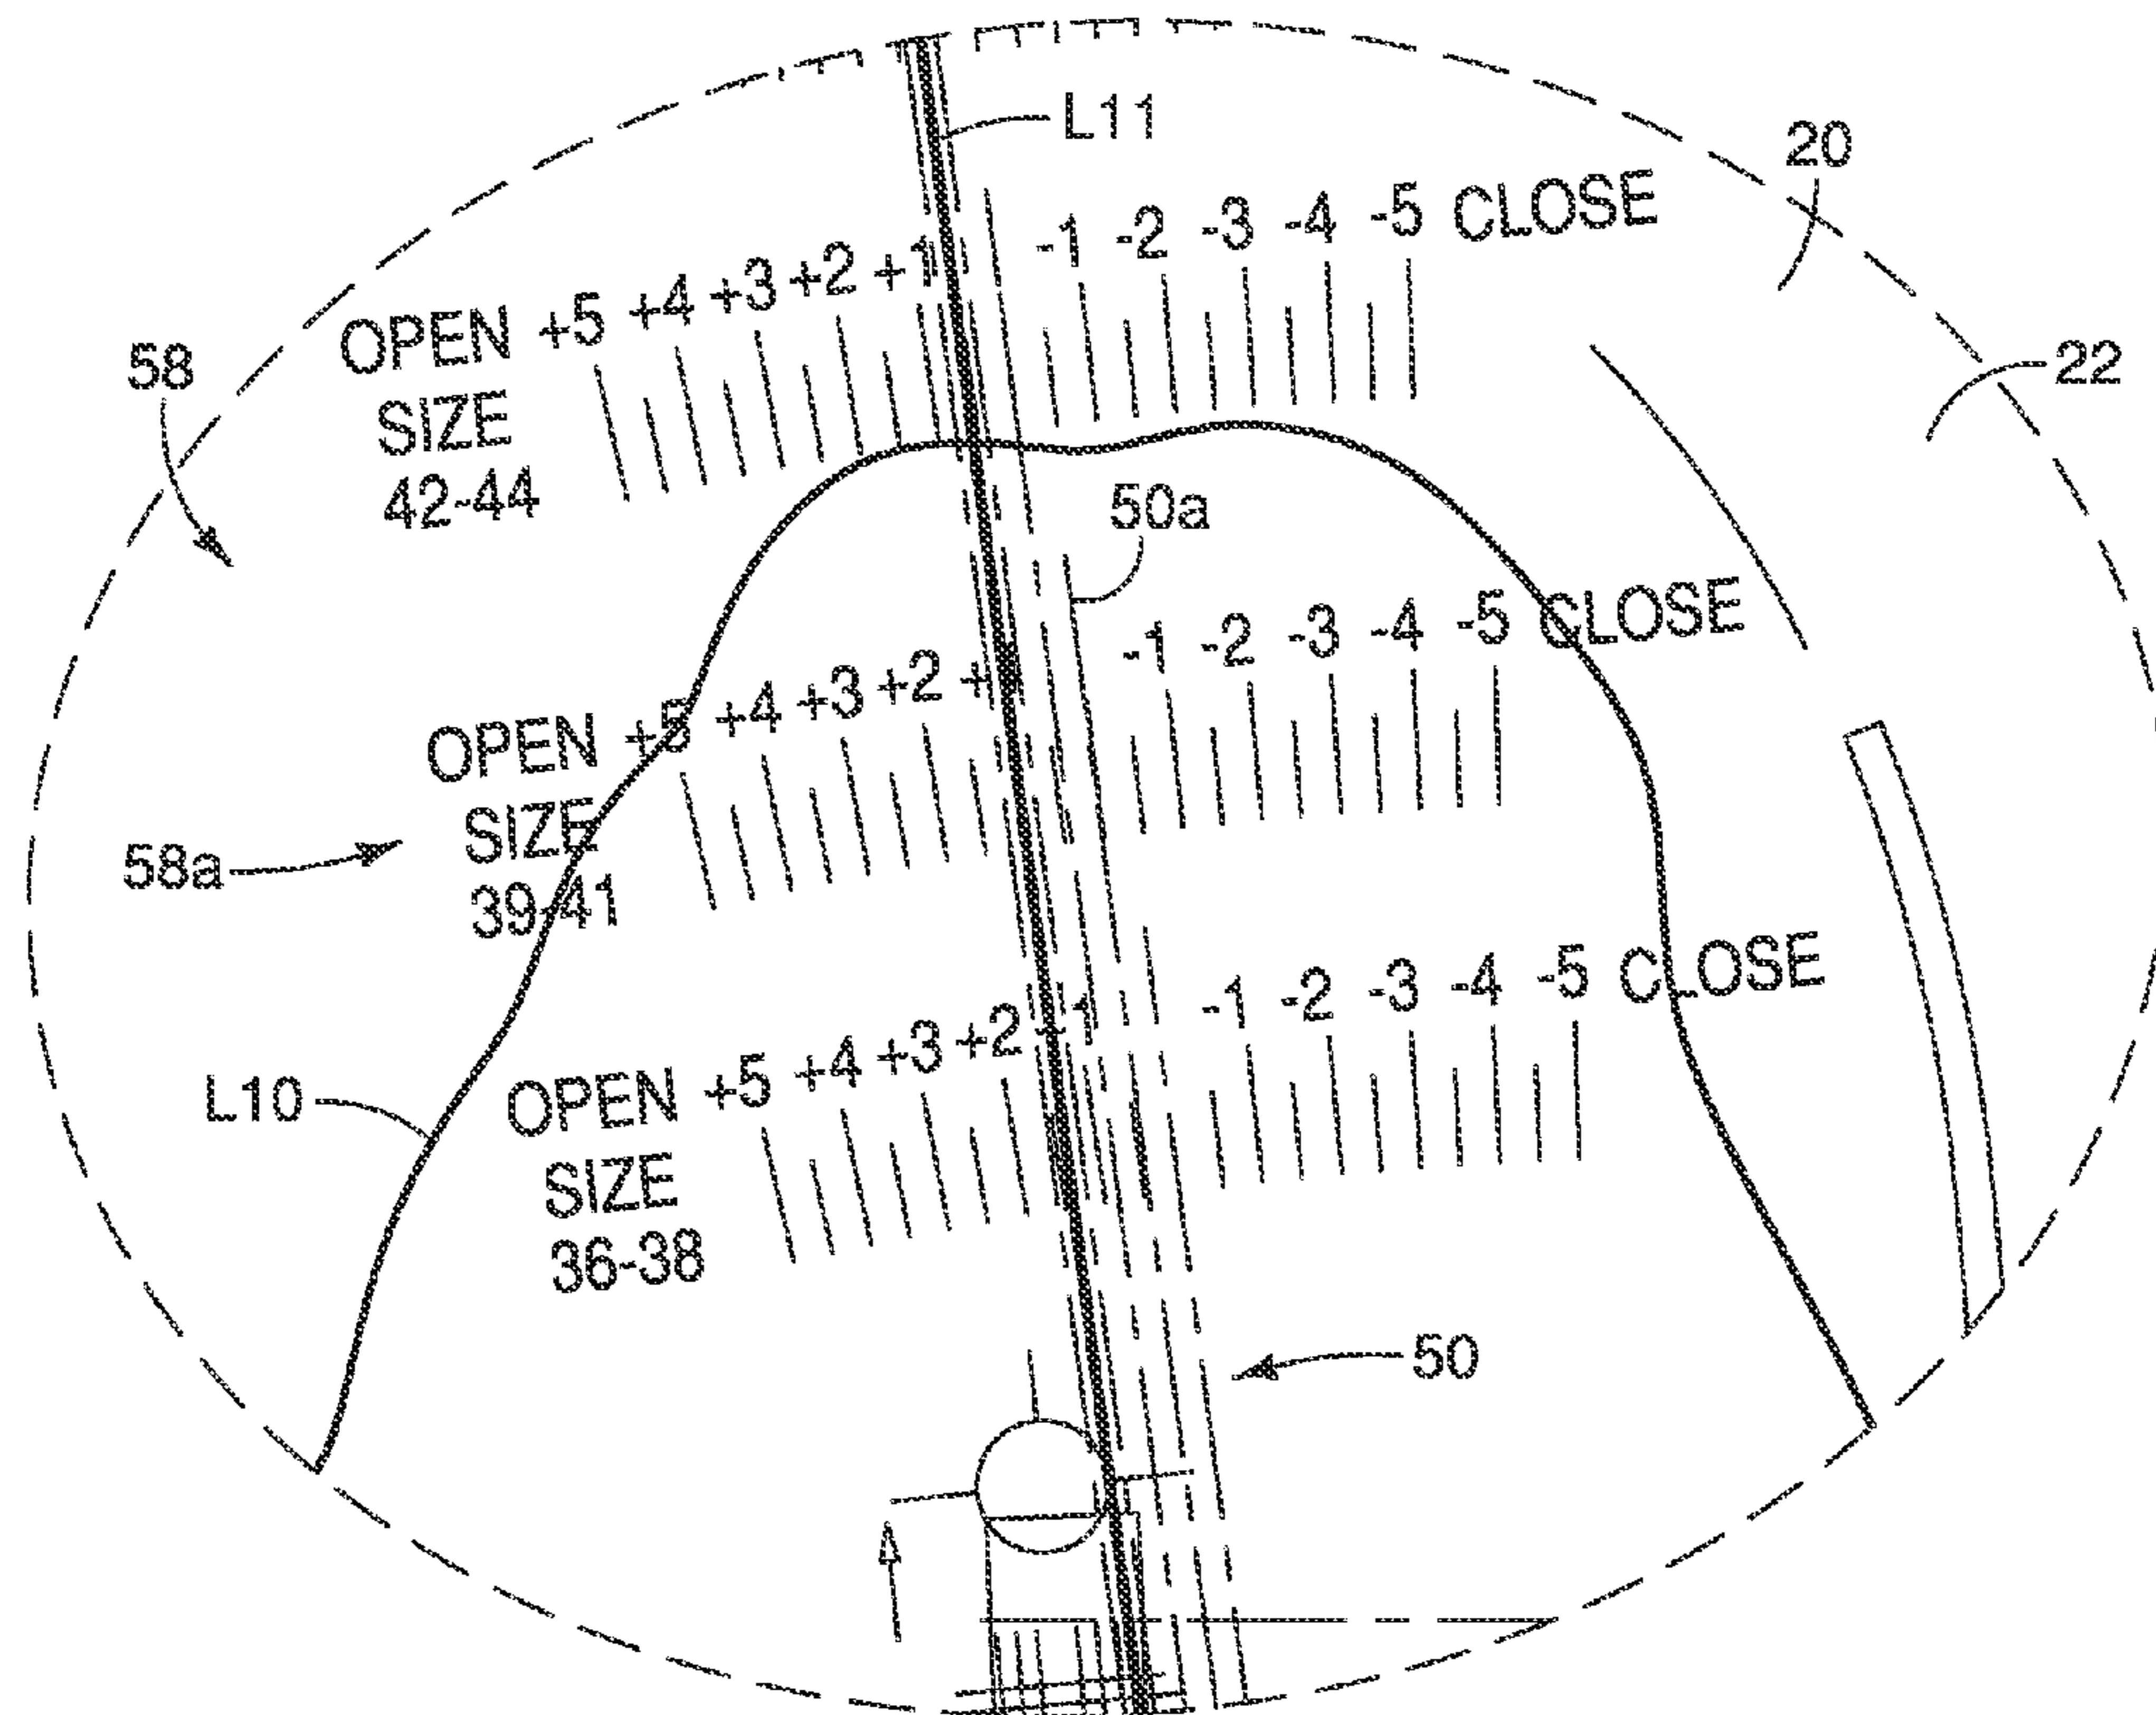 L11
20
-1 -2 -3 -4 -5 CLOSE
OPEN +5 +4 +3 +2 +1
58
22
SIZE
42-44
50a
-1 -2 -3 -4 -5 CLOSE
OPEN +5 +4 +3 +2 +
SIZE
58a
39-41
-1 -2 -3 -4 -5 CLOSE
OPEN +5 +4 +3 +2
L10
SIZE
36-38
50